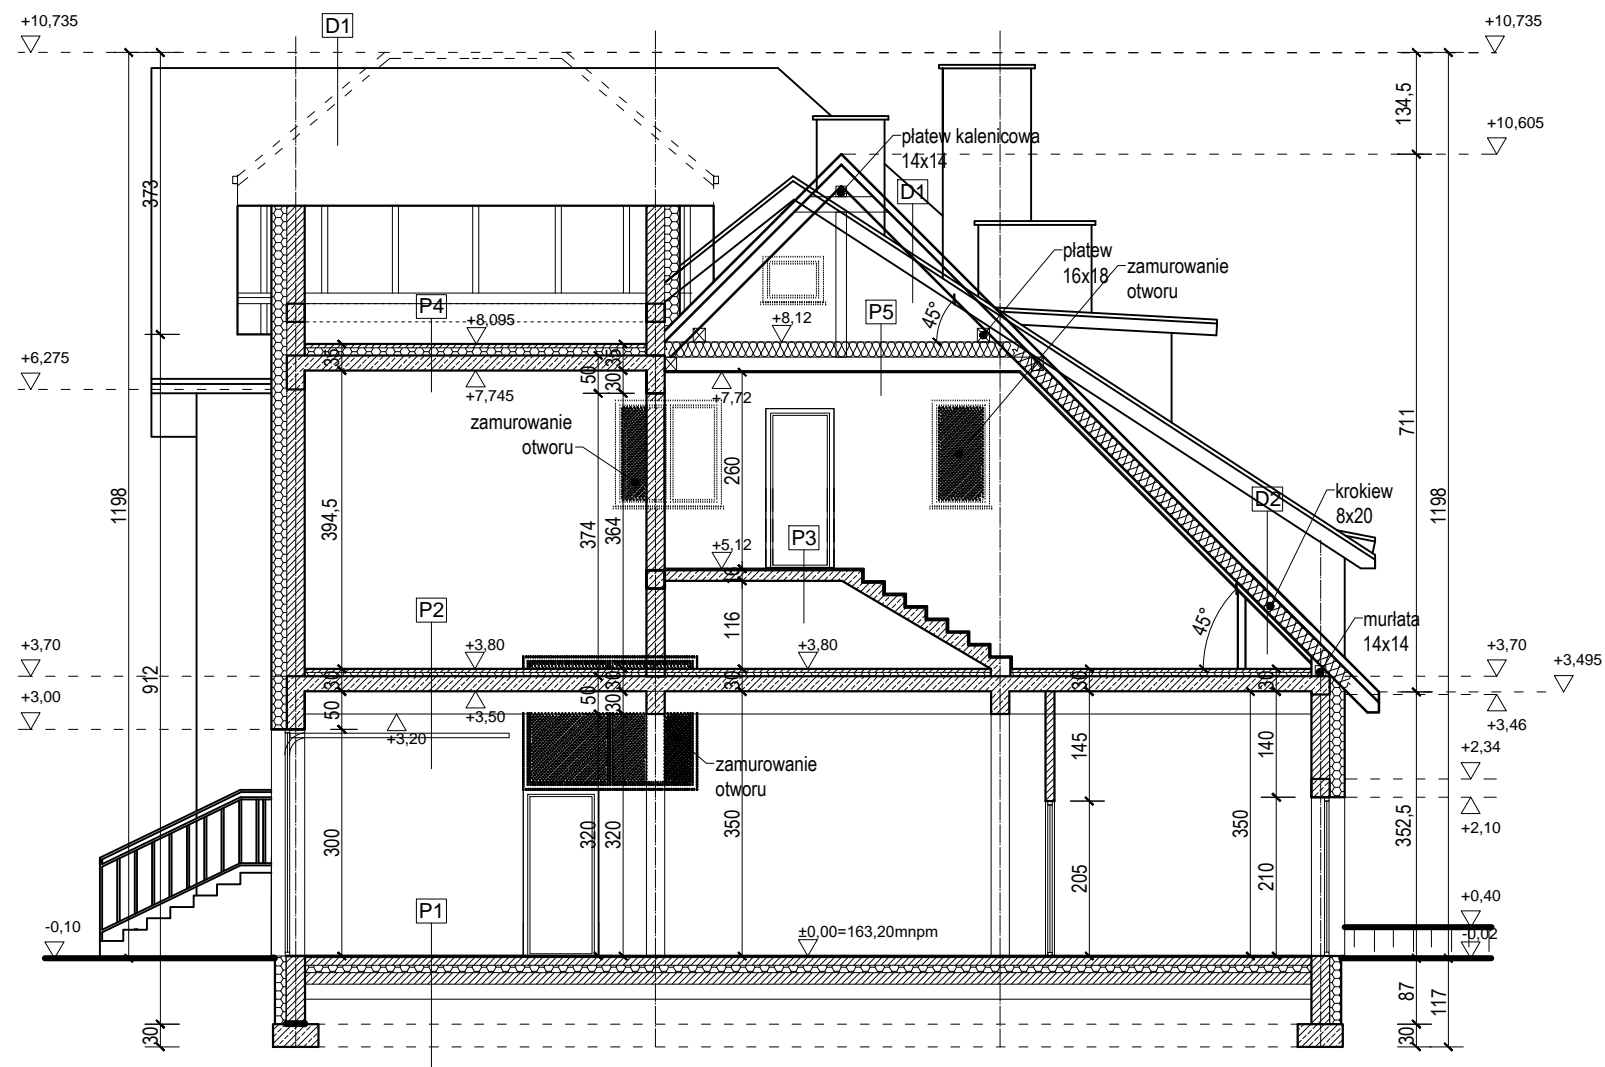 +10,735
D1
+10,735
134,5
+10,605
płatew kalenicowa
14x14
373
D1
płatew
16x18
zamurowanie
otworu
P4
+8,095
+8,12
45°
P5
+6,275
35
35
50
30
+7,745
+7,72
zamurowanie
otworu
711
260
1198
394,5
374
364
1198
krokiew
8x20
D2
P3
+5,12
16
116
P2
45°
murłata
14x14
+3,70
+3,80
+3,80
+3,70
+3,495
912
30
30
30
30
30
+3,00
50
50
30
+3,50
+3,20
+3,46
zamurowanie
otworu
145
140
+2,34
+2,10
300
320
320
350
350
352,5
205
210
-0,10
P1
±0,00=163,20mnpm
+0,40
-0,02
87
117
30
30